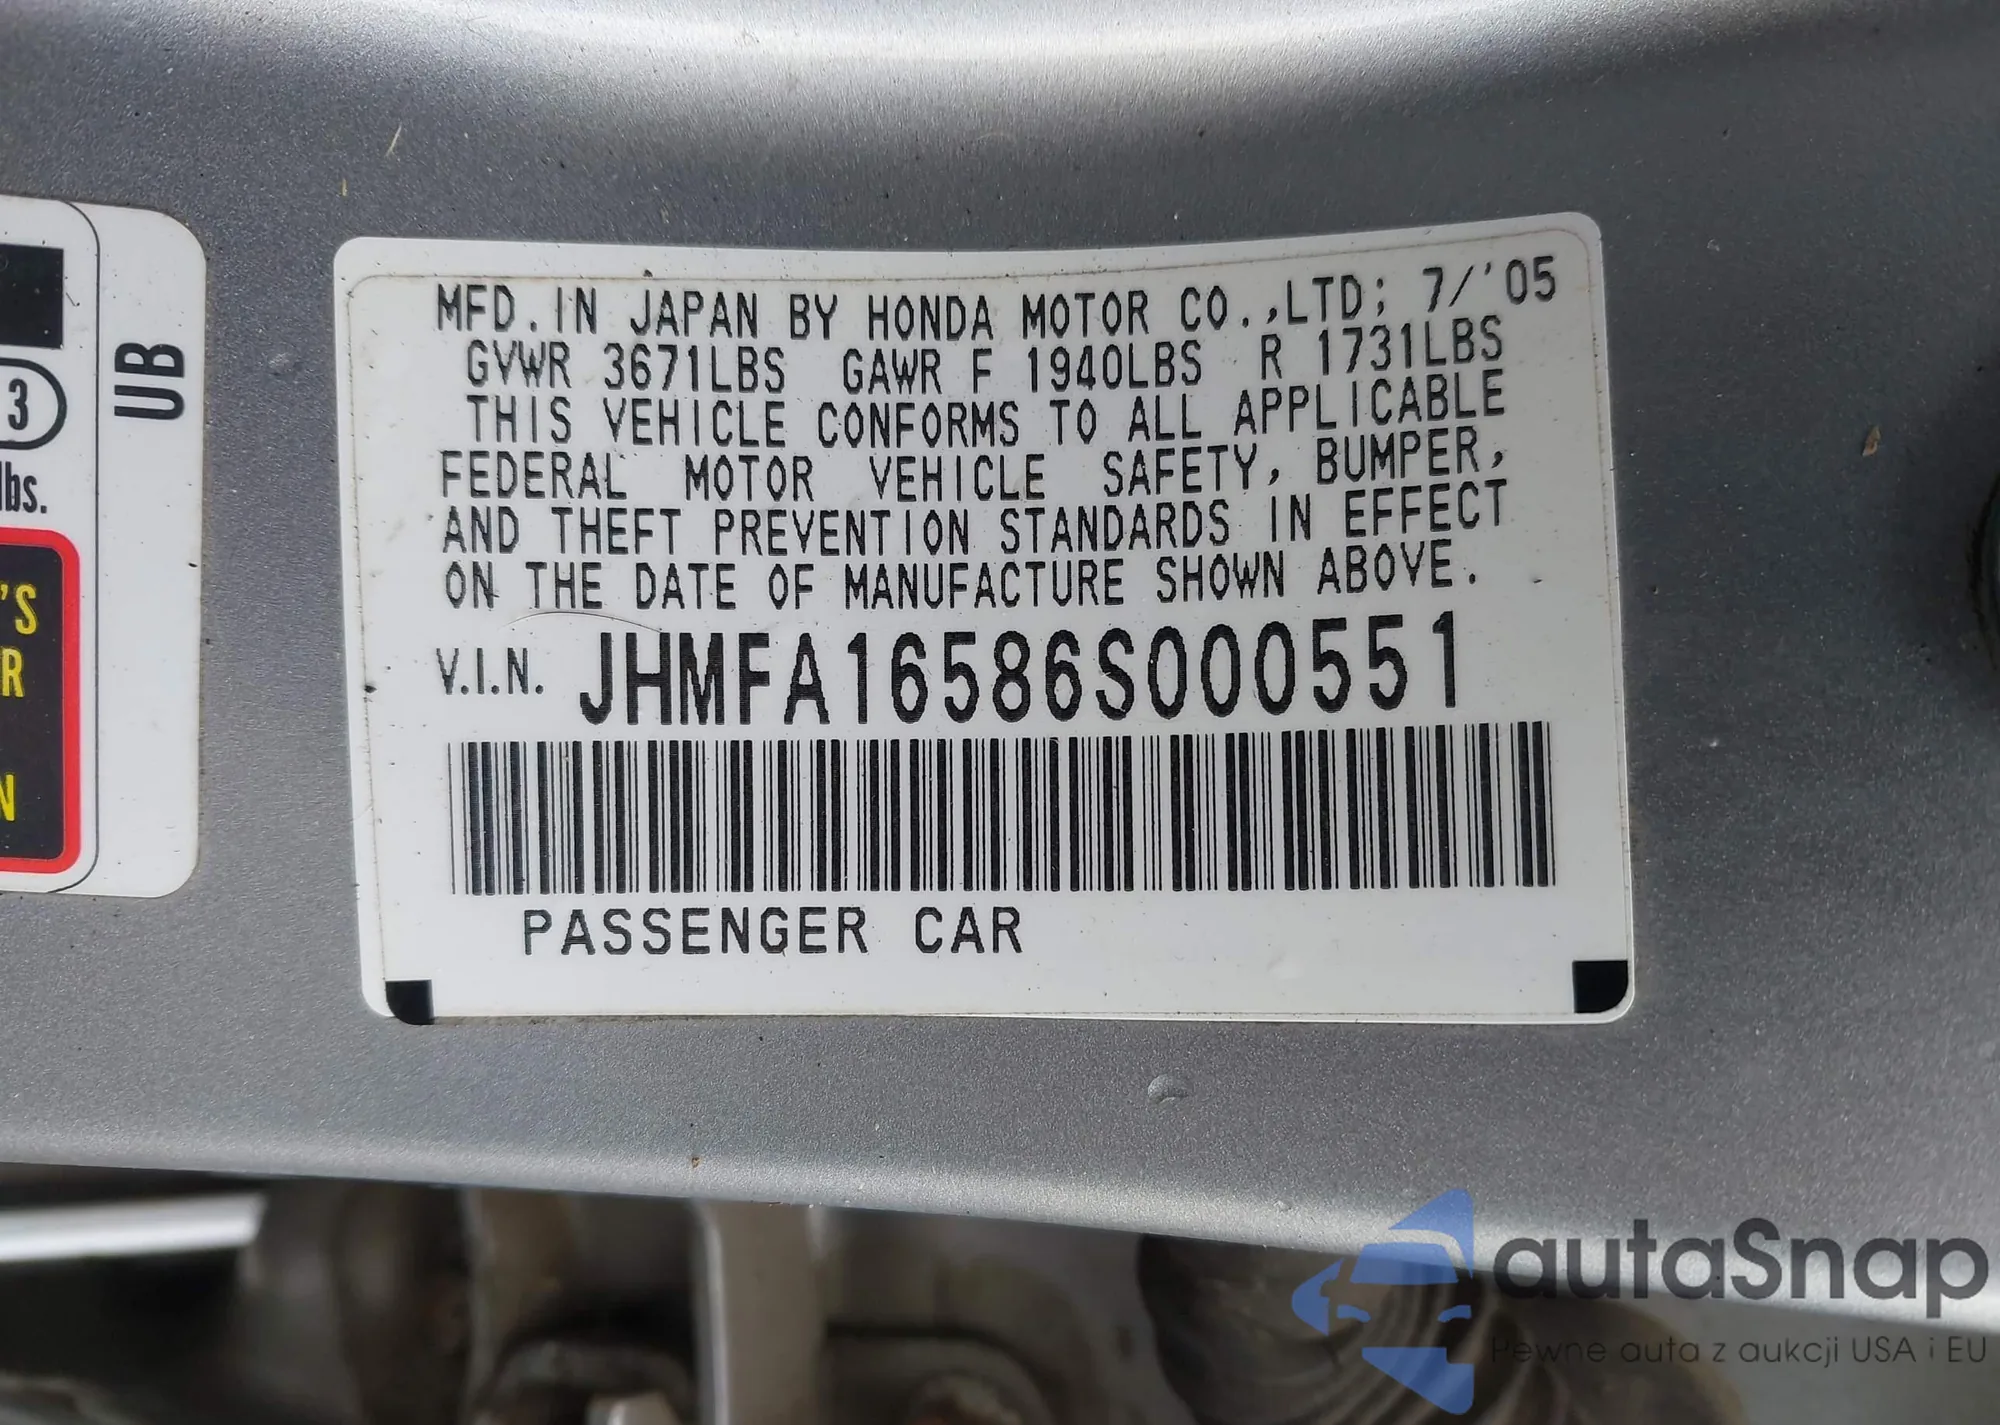 MFD. IN JAPAN BY HONDA MOTOR CO.,LTD; 7/'05
GVWR 3671LBS GAWR F 1940LBS R 1731LBS
THIS VEHICLE CONFORMS TO ALL APPLICABLE
FEDERAL MOTOR VEHICLE SAFETY, BUMPER,
AND THEFT PREVENTION STANDARDS IN EFFECT
ON THE DATE OF MANUFACTURE SHOWN ABOVE.
V.I.N. JHMFA16586S000551
PASSENGER CAR
UB
3
lbs.
'S
R
N
autaSnap
Pewne auta z aukcji USA i EU